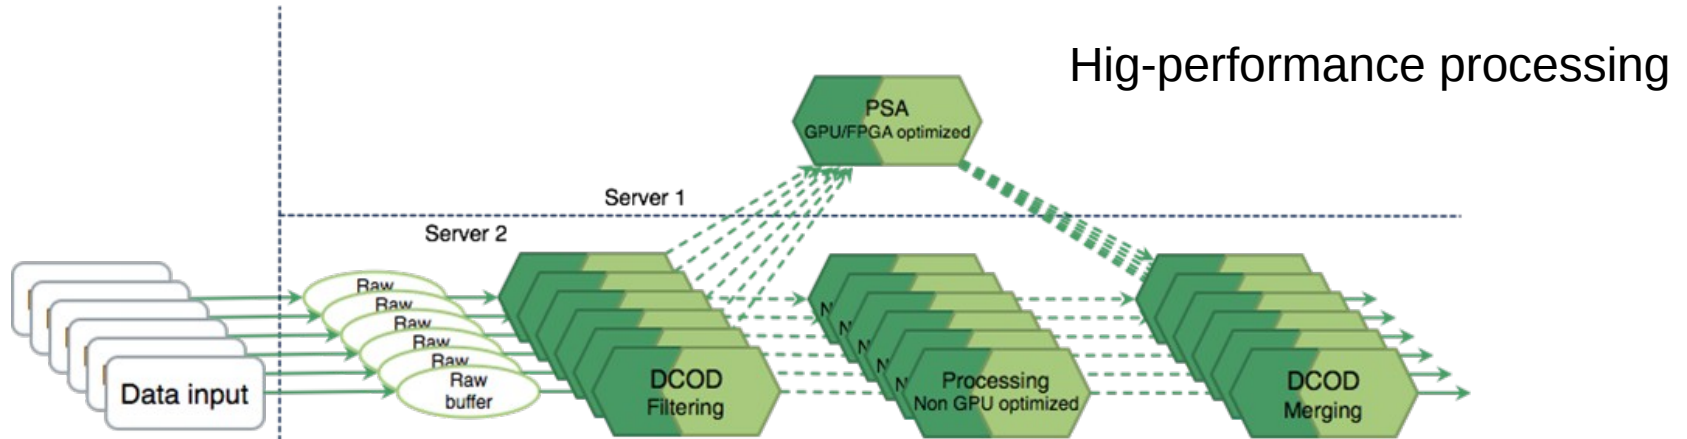 Hig-performance processing
PSA
GPU/FPGA optimized
Server 1
Server 2
Raw
Raw
Raw
Raw
Raw
Raw
buffer
Data input
DCOD
Filtering
N
N
N
N
N
Processing
Non GPU optimized
DCOD
Merging